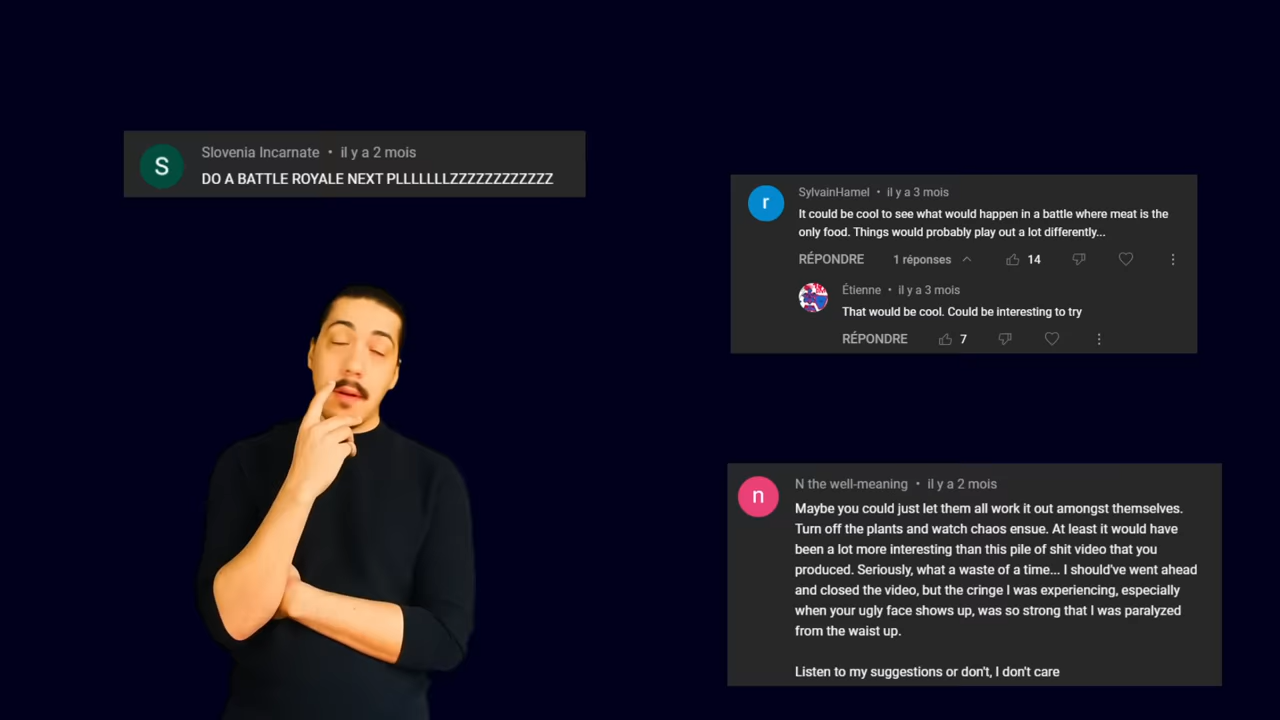 S
Slovenia Incarnate • il y a 2 mois
DO A BATTLE ROYALE NEXT PLLLLLLLZZZZZZZZZZZZ
r
SylvainHamel • il y a 3 mois
It could be cool to see what would happen in a battle where meat is the
only food. Things would probably play out a lot differently...
RÉPONDRE 1 réponses 14
Étienne • il y a 3 mois
That would be cool. Could be interesting to try
RÉPONDRE 7
n
N the well-meaning • il y a 2 mois
Maybe you could just let them all work it out amongst themselves.
Turn off the plants and watch chaos ensue. At least it would have
been a lot more interesting than this pile of shit video that you
produced. Seriously, what a waste of a time... I should've went ahead
and closed the video, but the cringe I was experiencing, especially
when your ugly face shows up, was so strong that I was paralyzed
from the waist up.
Listen to my suggestions or don't, I don't care